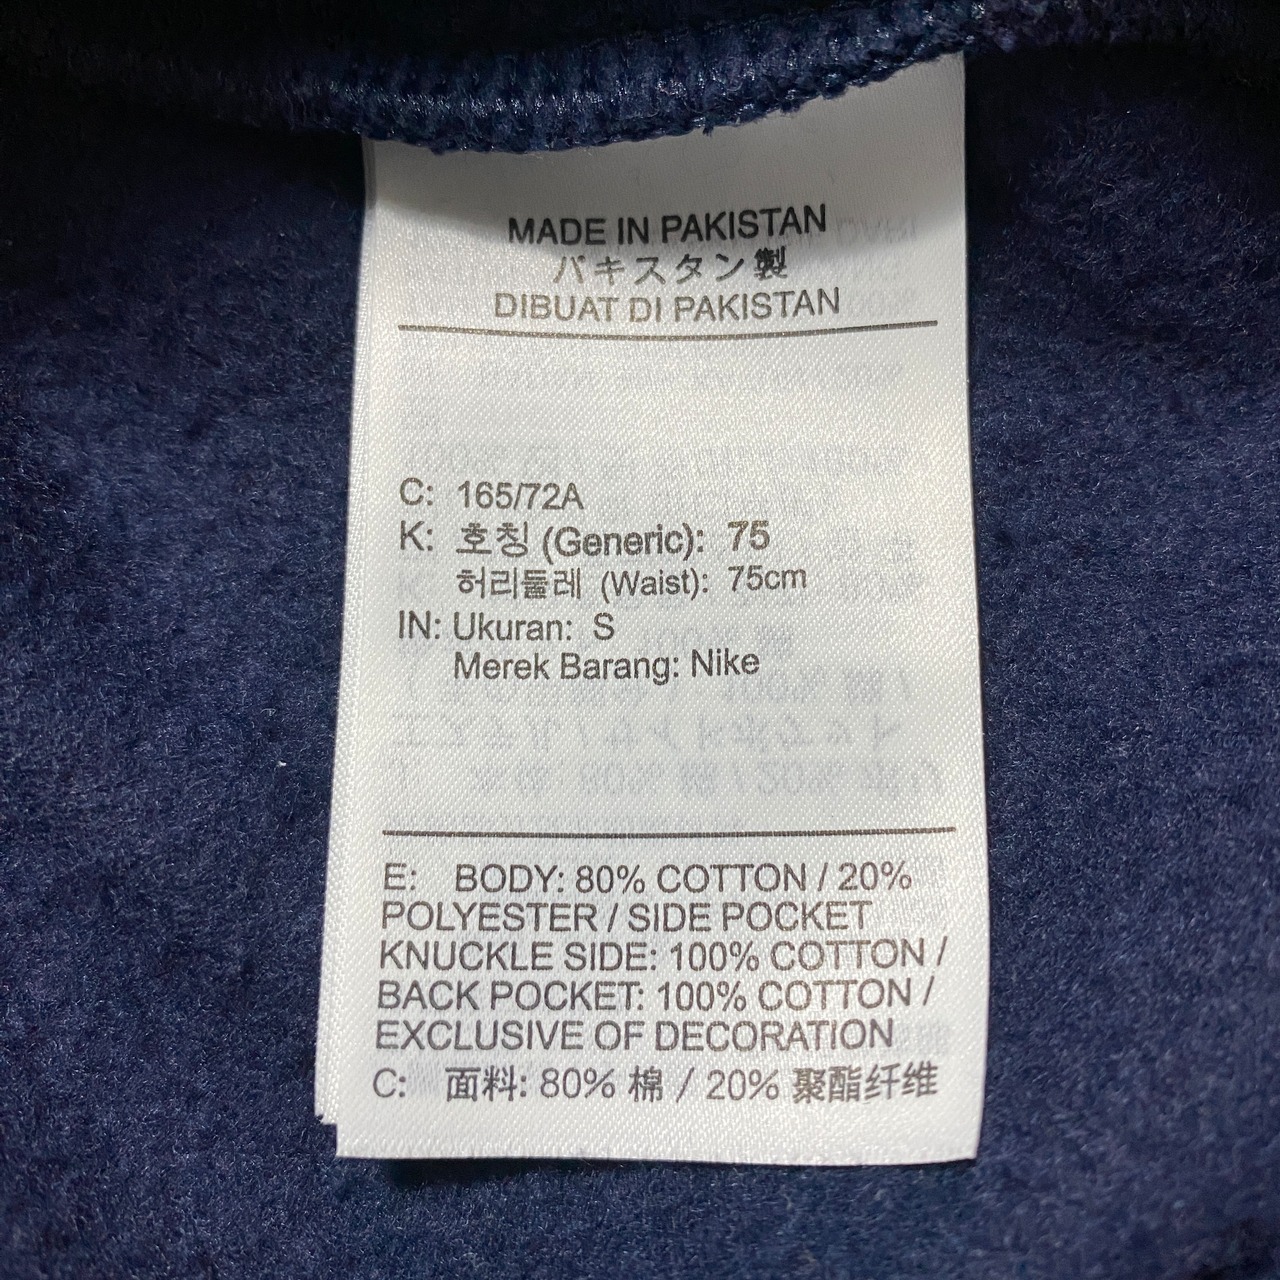 MADE IN PAKISTAN
パキスタン製
DIBUAT DI PAKISTAN
C: 165/72A
K: 호칭 (Generic): 75
허리둘레 (Waist): 75cm
IN: Ukuran: S
Merek Barang: Nike
E: BODY: 80% COTTON / 20%
POLYESTER / SIDE POCKET
KNUCKLE SIDE: 100% COTTON /
BACK POCKET: 100% COTTON /
EXCLUSIVE OF DECORATION
C: 面料: 80% 棉 / 20% 聚酯纤维